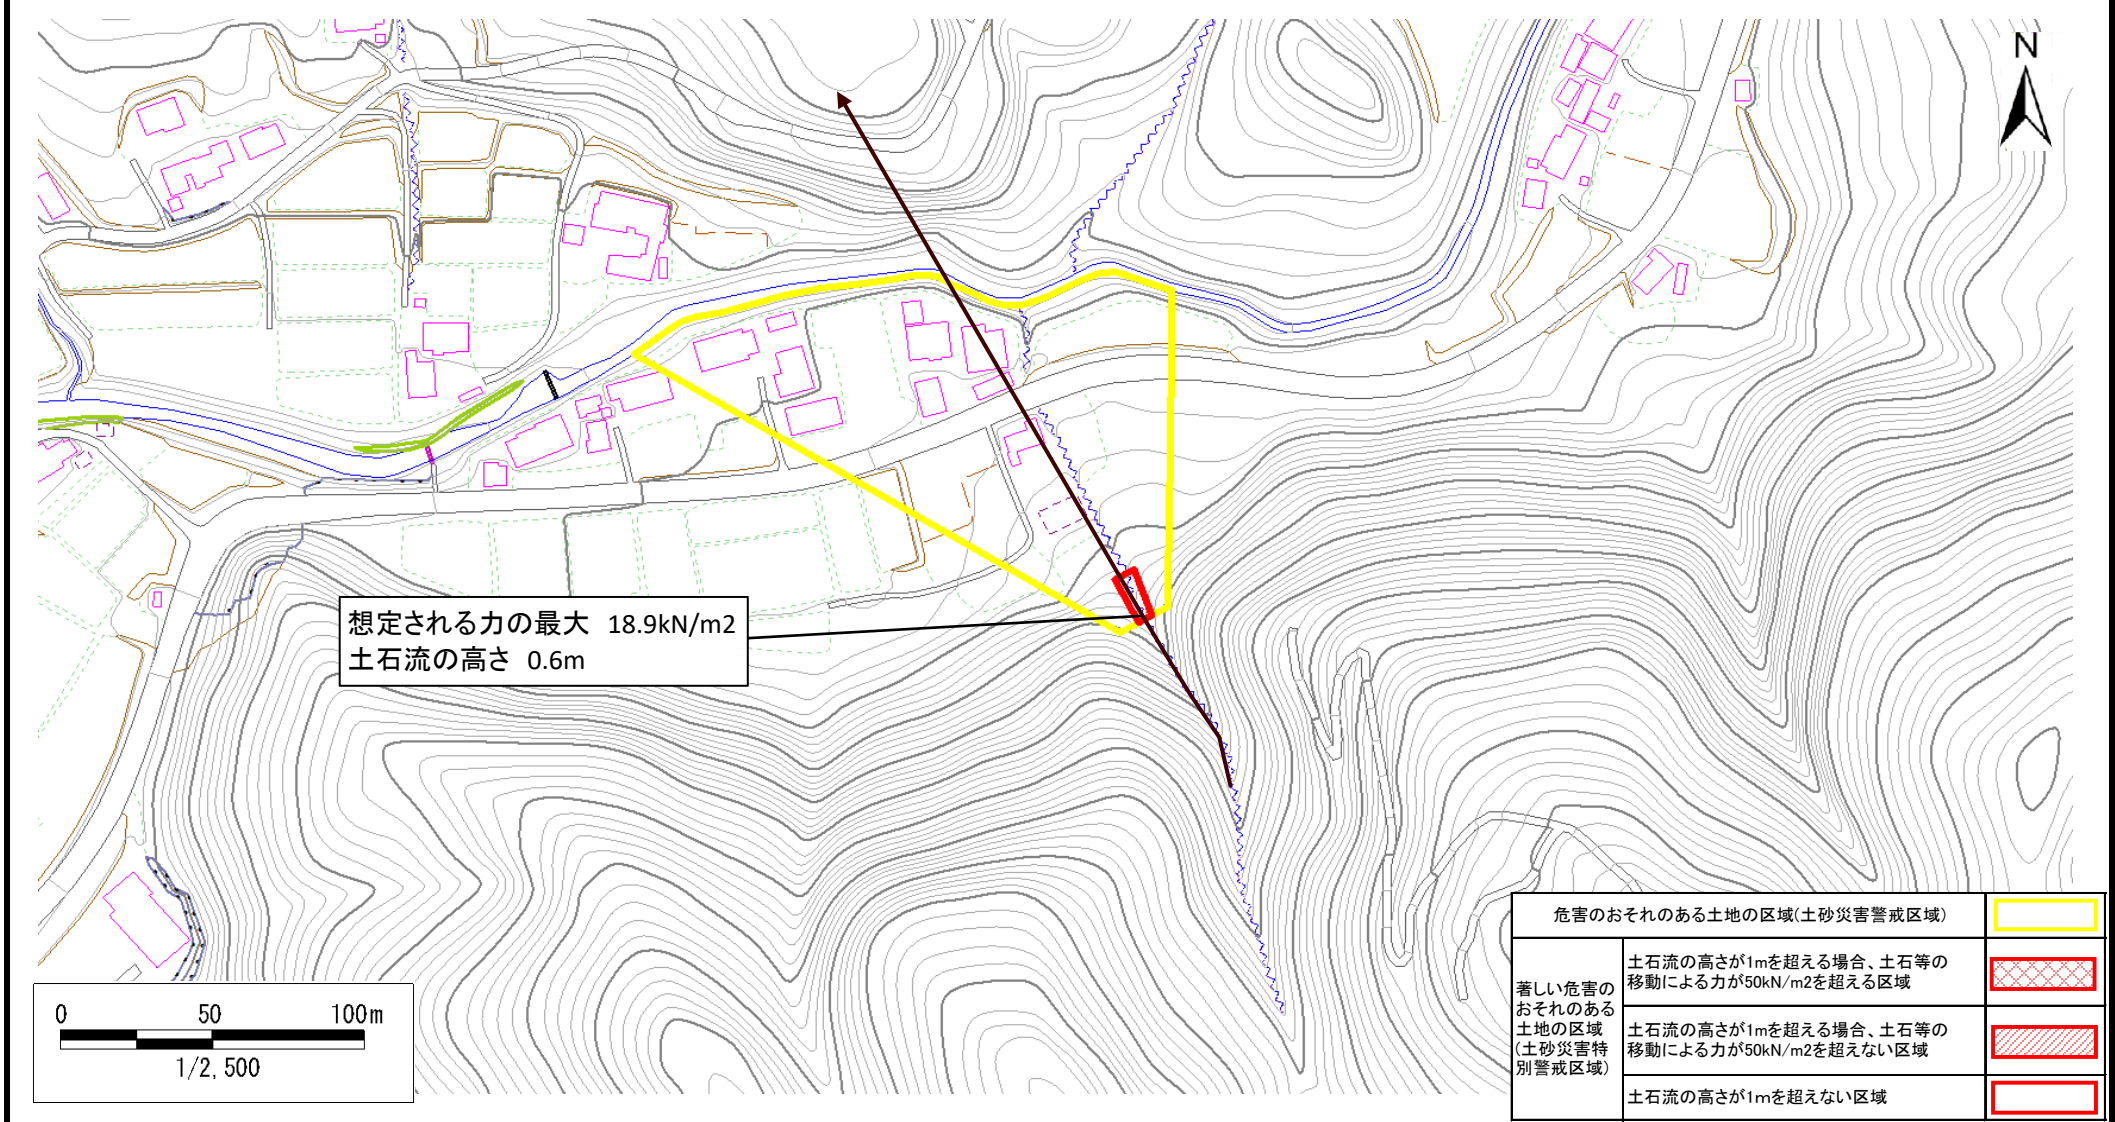 N
想定される力の最大 18.9kN/m2
土石流の高さ 0.6m
0 50 100m
1/2,500
危害のおそれのある土地の区域(土砂災害警戒区域)
著しい危害の
おそれのある
土地の区域
(土砂災害特
別警戒区域)
土石流の高さが1mを超える場合、土石等の
移動による力が50kN/m2を超える区域
土石流の高さが1mを超える場合、土石等の
移動による力が50kN/m2を超えない区域
土石流の高さが1mを超えない区域